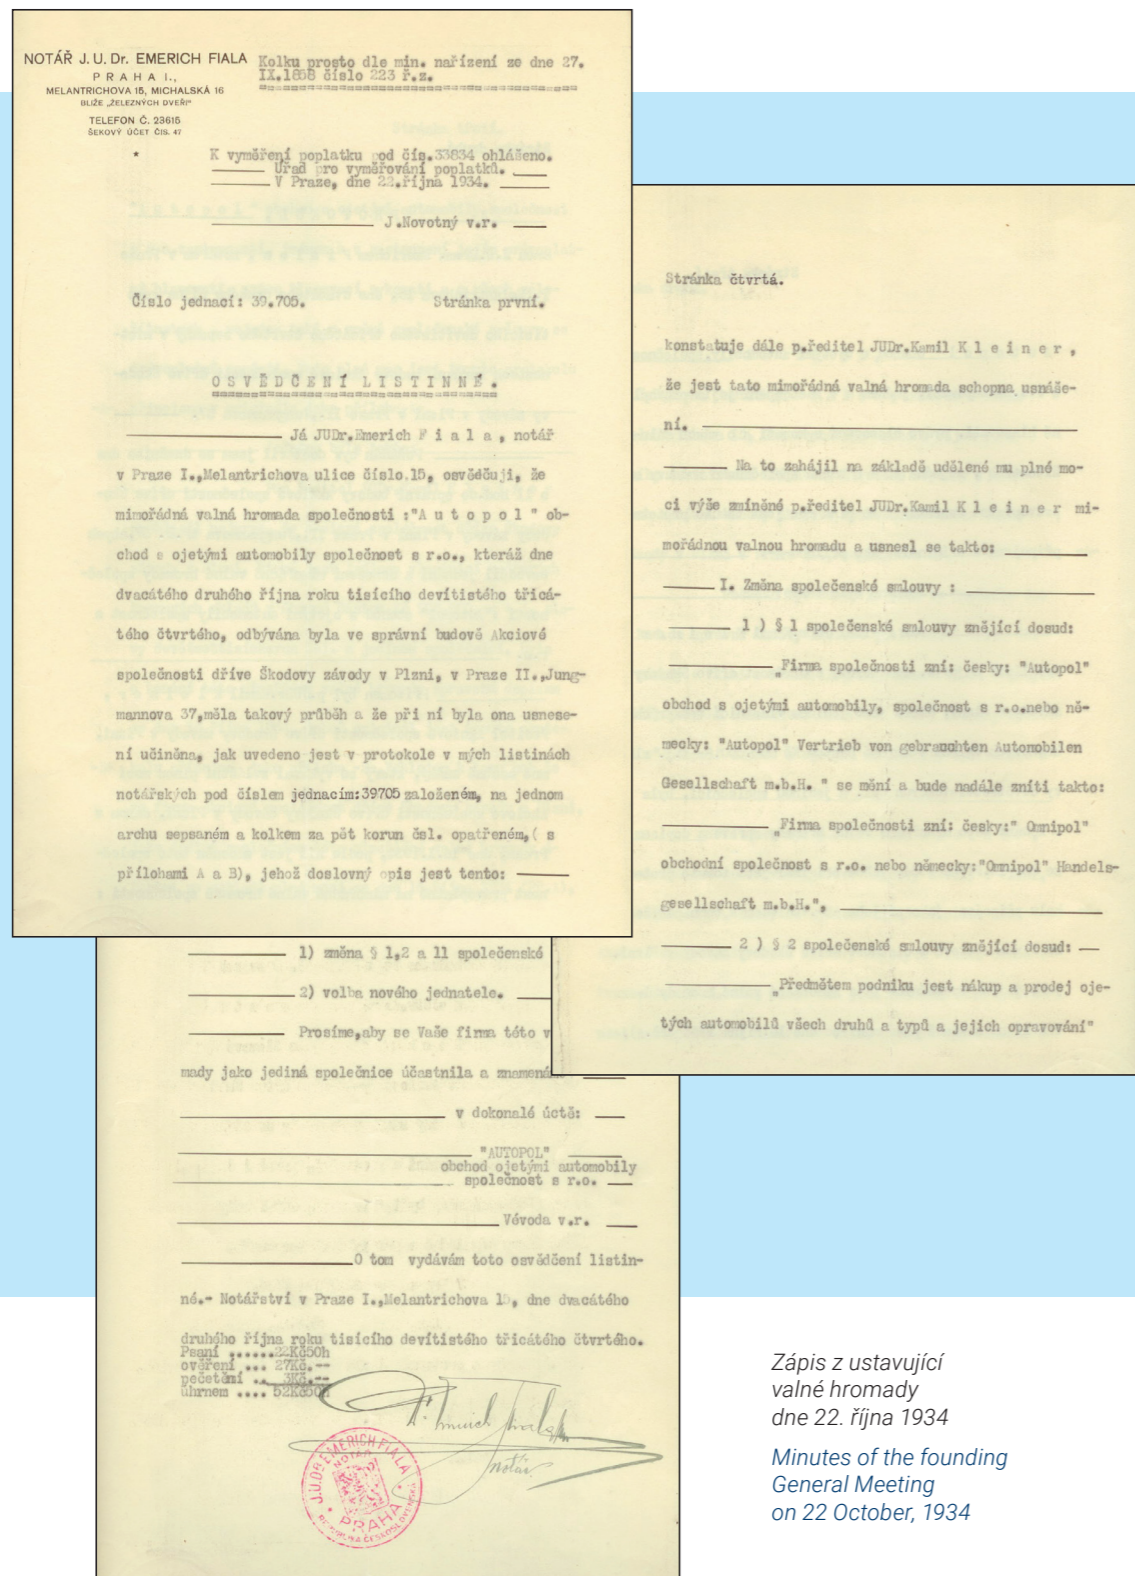 NOTÁŘ J. U. Dr. EMERICH FIALA
PRAHA I.,
MELANTRICHOVA 15, MICHALSKÁ 16
BLÍŽE „ŽELEZNÝCH DVEŘÍ"
TELEFON Č. 23615
ŠEKOVÝ ÚČET ČÍS. 47
Kolku prosto dle min. nařízení ze dne 27.
IX.1858 číslo 223 ř.z.
K vyměření poplatku pod čís.33834 ohlášeno.
Úřad pro vyměřování poplatků.
V Praze, dne 22.října 1934.
J.Novotný v.r.
Číslo jednací: 39.705. Stránka první.
OSVĚDČENÍ LISTINNÉ.
Já JUDr.Emerich F i a l a , notář
v Praze I.,Melantrichova ulice číslo.15, osvědčuji, že
mimořádná valná hromada společnosti :"A u t o p o l " ob-
chod s ojetými automobily společnost s r.o., kteráž dne
dvacátého druhého října roku tisícího devítistého třicá-
tého čtvrtého, odbývána byla ve správní budově Akciové
společnosti dříve Škodovy závody v Plzni, v Praze II.,Jung-
mannova 37,měla takový průběh a že při ní byla ona usnese-
ní učiněna, jak uvedeno jest v protokole v mých listinách
notářských pod číslem jednacím:39705 založeném, na jednom
archu sepsaném a kolkem za pět korun čsl. opatřeném,( s
přílohami A a B), jehož doslovný opis jest tento:
Stránka čtvrtá.
konstatuje dále p.ředitel JUDr.Kamil K l e i n e r ,
že jest tato mimořádná valná hromada schopna usnáše-
ní.
Na to zahájil na základě udělené mu plné mo-
ci výše zmíněné p.ředitel JUDr.Kamil K l e i n e r mi-
mořádnou valnou hromadu a usnesl se takto:
I. Změna společenské smlouvy :
1 ) § 1 společenské smlouvy znějící dosud:
„Firma společnosti zní: česky: "Autopol"
obchod s ojetými automobily, společnost s r.o.nebo ně-
mecky: "Autopol" Vertrieb von gebrauchten Automobilen
Gesellschaft m.b.H. " se mění a bude nadále zníti takto:
„Firma společnosti zní: česky:" Omnipol"
obchodní společnost s r.o. nebo německy:"Omnipol" Handels-
gesellschaft m.b.H.",
2 ) § 2 společenské smlouvy znějící dosud:
„Předmětem podniku jest nákup a prodej oje-
tých automobilů všech druhů a typů a jejich opravování"
1) změna § 1,2 a 11 společenské
2) volba nového jednatele.
Prosíme,aby se Vaše firma této v
mady jako jediná společnice účastnila a znamená
v dokonalé úctě:
"AUTOPOL"
obchod ojetými automobily
společnost s r.o.
Vévoda v.r.
O tom vydávám toto osvědčení listin-
né.- Notářství v Praze I.,Melantrichova 15, dne dvacátého
druhého října roku tisícího devítistého třicátého čtvrtého.
Psaní ......22Kč50h
ověření ... 27Kč.--
pečetění .. 3Kč.--
úhrnem .... 52Kč50h
notář
J.U.DR EMERICH FIALA
NOTÁŘ
PRAHA
REPUBLIKA ČESKOSLOVENSKÁ
Zápis z ustavující
valné hromady
dne 22. října 1934
Minutes of the founding
General Meeting
on 22 October, 1934